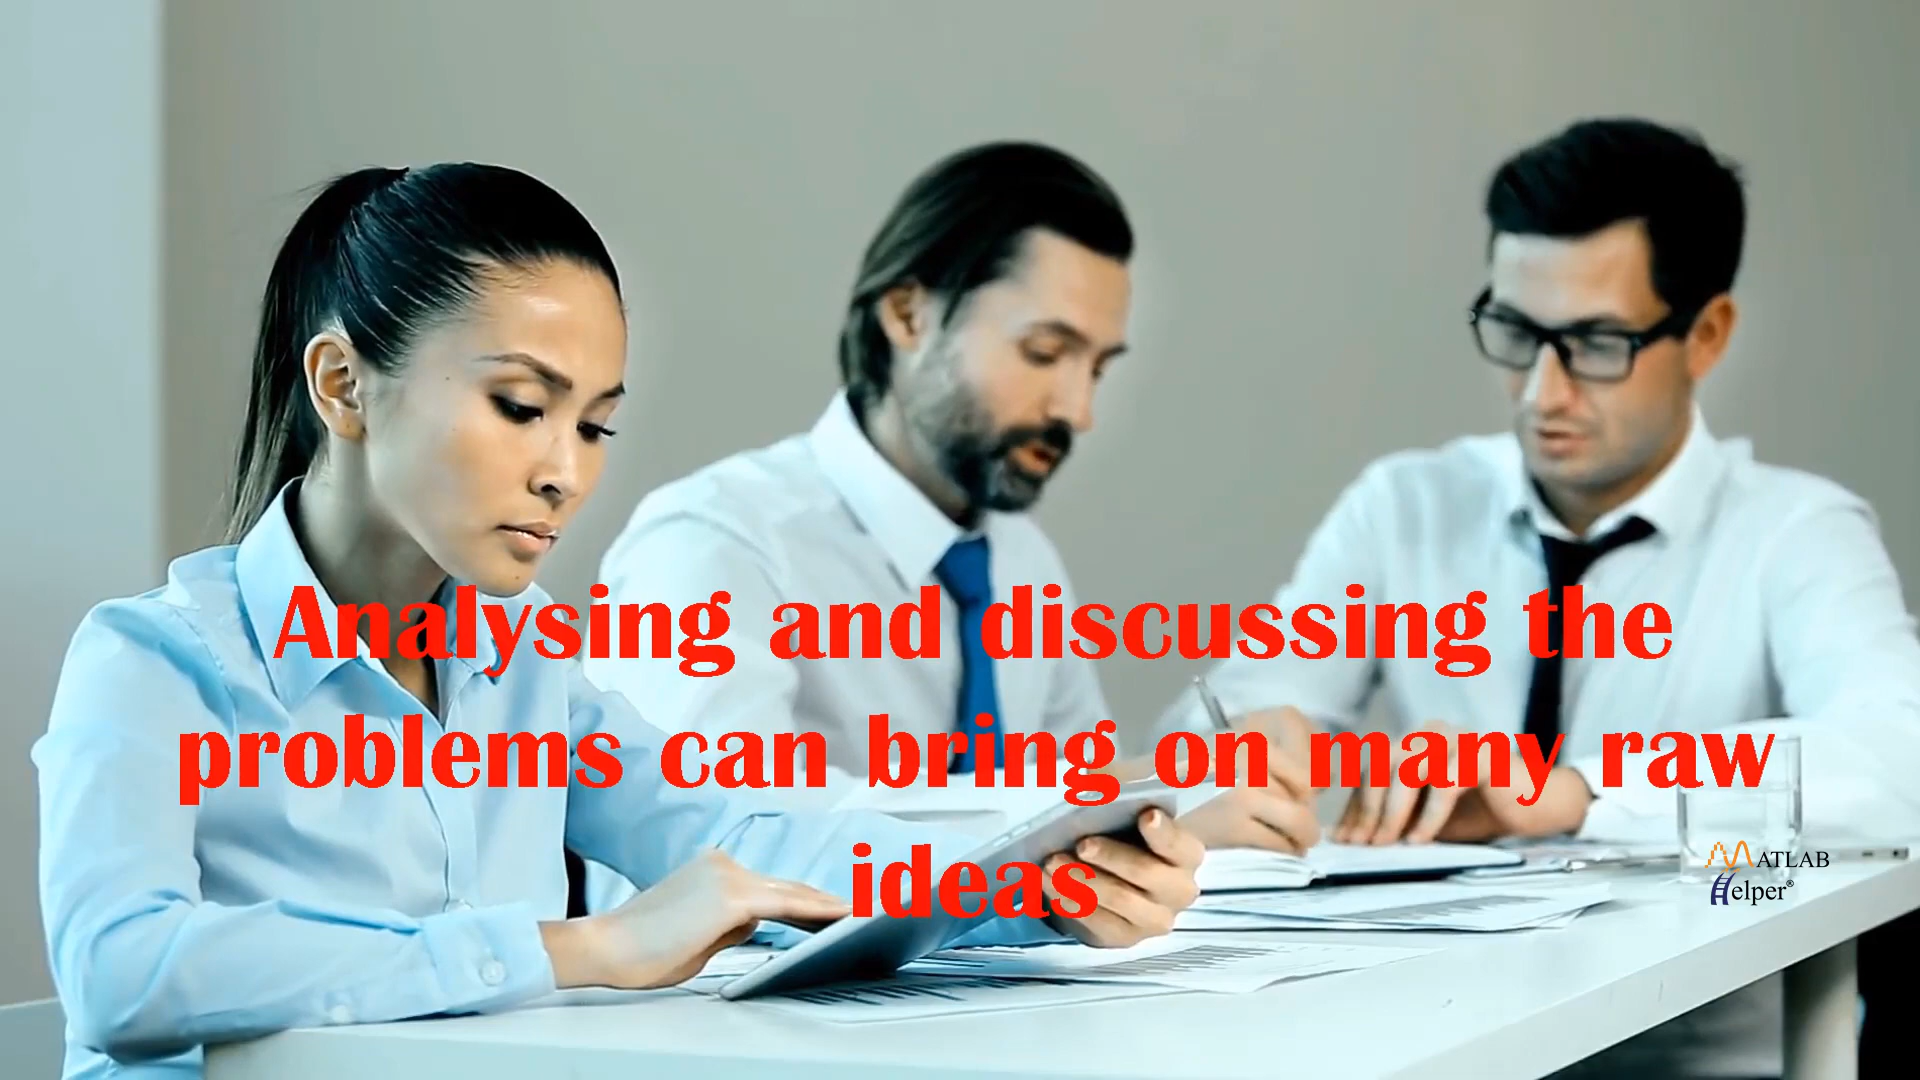 Analysing and discussing the
problems can bring on many raw
ideas
MATLAB
Helper®